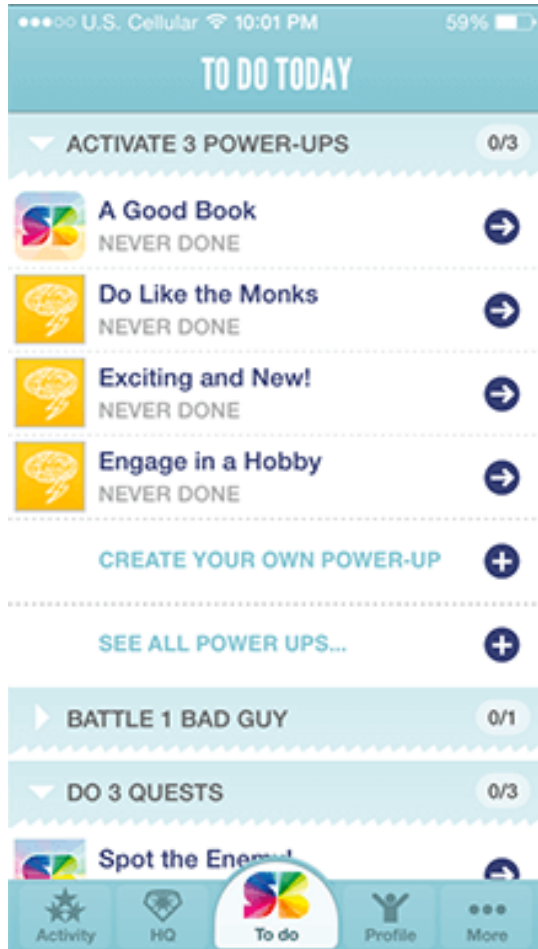 U.S. Cellular 10:01 PM 59%
TO DO TODAY
ACTIVATE 3 POWER-UPS 0/3
A Good Book
NEVER DONE
Do Like the Monks
NEVER DONE
Exciting and New!
NEVER DONE
Engage in a Hobby
NEVER DONE
CREATE YOUR OWN POWER-UP
SEE ALL POWER UPS...
BATTLE 1 BAD GUY 0/1
DO 3 QUESTS 0/3
Spot the Enemy!
Activity HQ To do Profile More